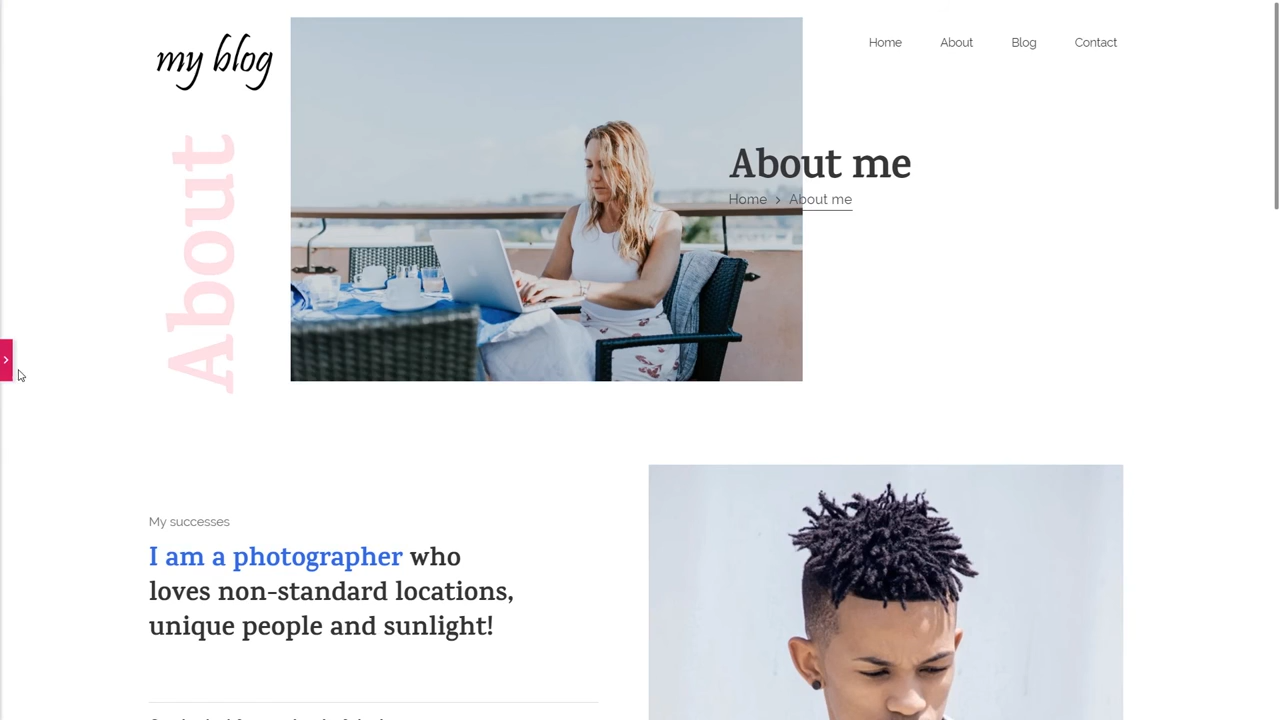 my blog
Home
About
Blog
Contact
About
About me
Home > About me
My successes
I am a photographer who
loves non-standard locations,
unique people and sunlight!